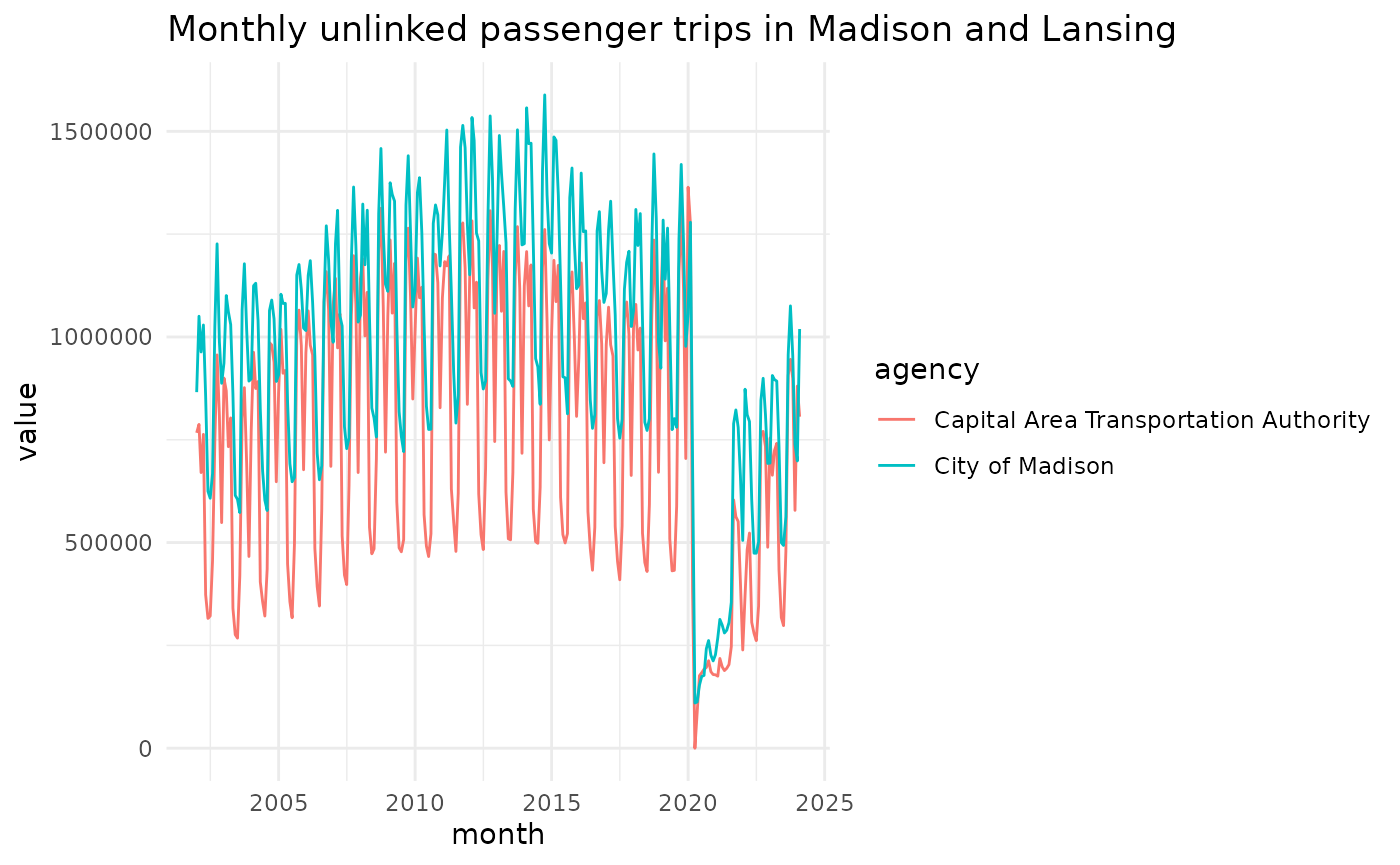 Monthly unlinked passenger trips in Madison and Lansing
value
1500000
1000000
500000
0
2005 2010 2015 2020 2025
month
agency
Capital Area Transportation Authority
City of Madison